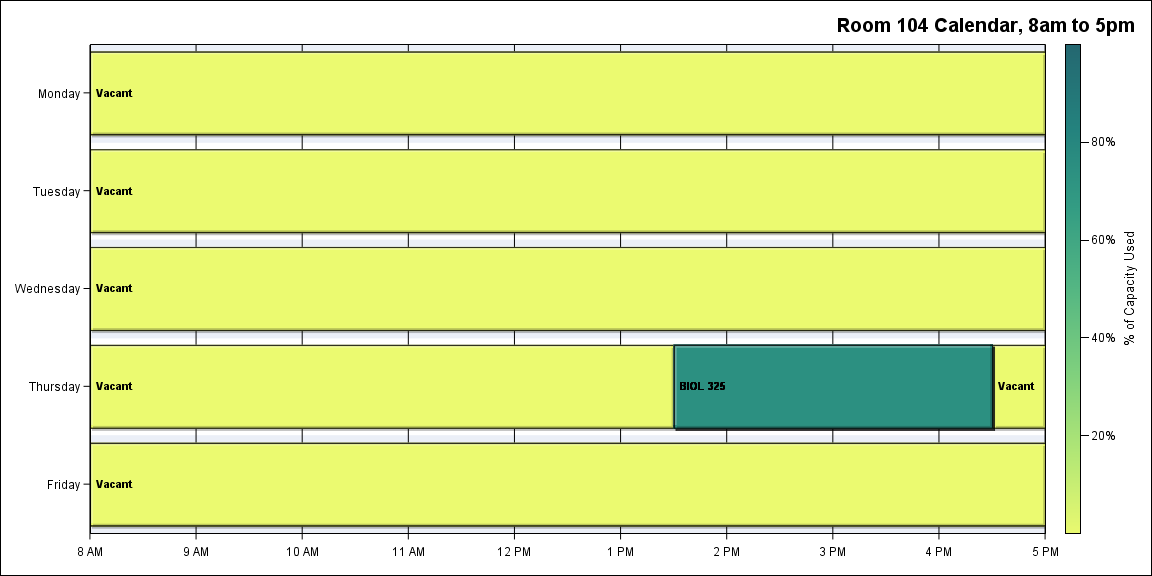 Room 104 Calendar, 8am to 5pm
Monday
Vacant
Tuesday
Vacant
Wednesday
Vacant
Thursday
Vacant
BIOL 325
Vacant
Friday
Vacant
8 AM
9 AM
10 AM
11 AM
12 PM
1 PM
2 PM
3 PM
4 PM
5 PM
80%
60%
40%
20%
% of Capacity Used